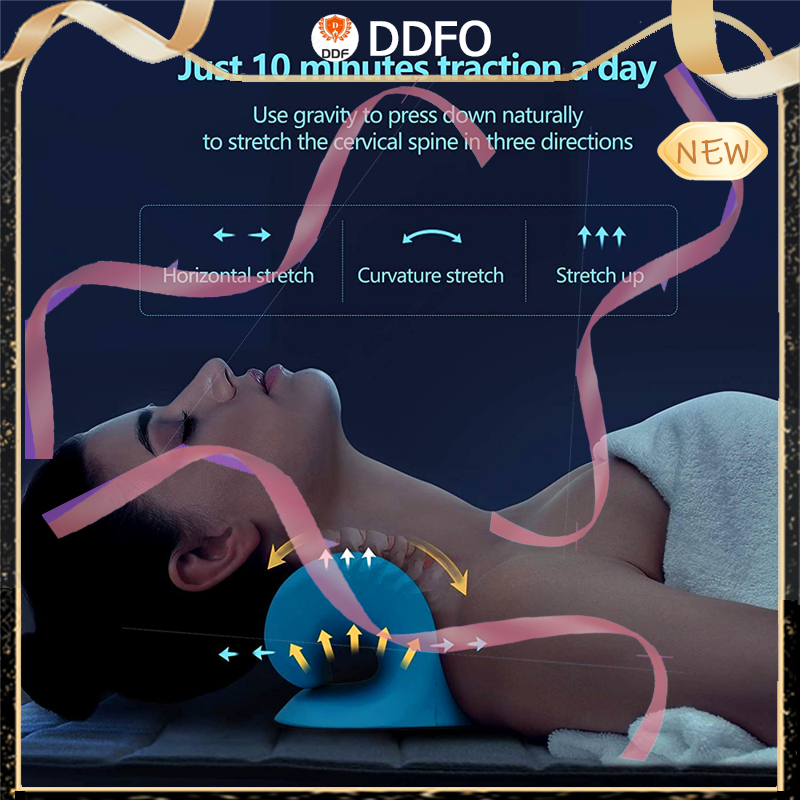 DDF
DDFO
Just 10 minutes traction a day
NEW
Use gravity to press down naturally
to stretch the cervical spine in three directions
Horizontal stretch
Curvature stretch
Stretch up